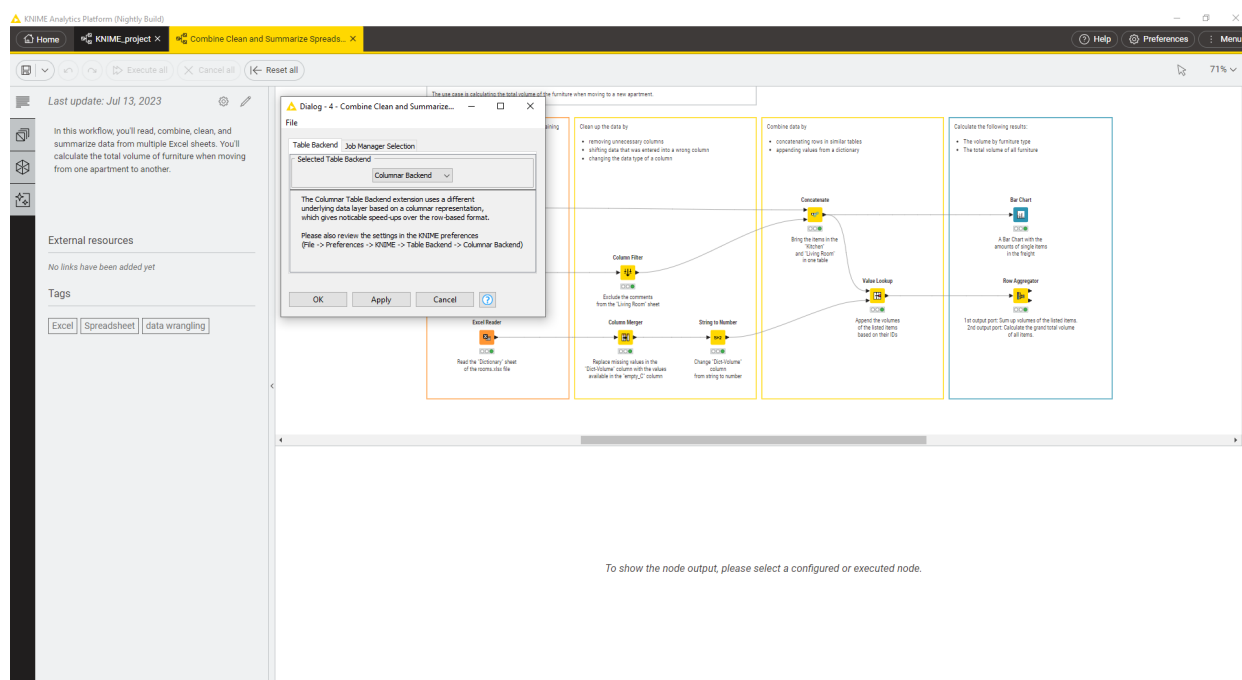 KNIME Analytics Platform (Nightly Build)
Home
KNIME_project
Combine Clean and Summarize Spreads...
Help
Preferences
Menu
Execute all
Cancel all
Reset all
71%
Last update: Jul 13, 2023
In this workflow, you'll read, combine, clean, and
summarize data from multiple Excel sheets. You'll
calculate the total volume of furniture when moving
from one apartment to another.
External resources
No links have been added yet
Tags
Excel
Spreadsheet
data wrangling
Dialog - 4 - Combine Clean and Summarize...
File
Table Backend
Job Manager Selection
Selected Table Backend
Columnar Backend
The Columnar Table Backend extension uses a different
underlying data layer based on a columnar representation,
which gives noticable speed-ups over the row-based format.
Please also review the settings in the KNIME preferences
(File -> Preferences -> KNIME -> Table Backend -> Columnar Backend)
OK
Apply
Cancel
The use case is calculating the total volume of the furniture when moving to a new apartment.
Clean up the data by
• removing unnecessary columns
• shifting data that was entered into a wrong column
• changing the data type of a column
Combine data by
• concatenating rows in similar tables
• appending values from a dictionary
Calculate the following results:
• The volume by furniture type
• The total volume of all furniture
Concatenate
Bring the items in the
"Kitchen"
and "Living Room"
in one table
Bar Chart
A Bar Chart with the
amounts of single items
in the freight
Column Filter
Exclude the comments
from the "Living Room" sheet
Value Lookup
Append the volumes
of the listed items
based on their IDs
Row Aggregator
1st output port: Sum up volumes of the listed items.
2nd output port: Calculate the grand total volume
of all items.
Excel Reader
Read the "Dictionary" sheet
of the rooms.xlsx file
Column Merger
Replace missing values in the
"Dict-Volume" column with the values
available in the "empty_C" column
String to Number
Change "Dict-Volume"
column
from string to number
To show the node output, please select a configured or executed node.